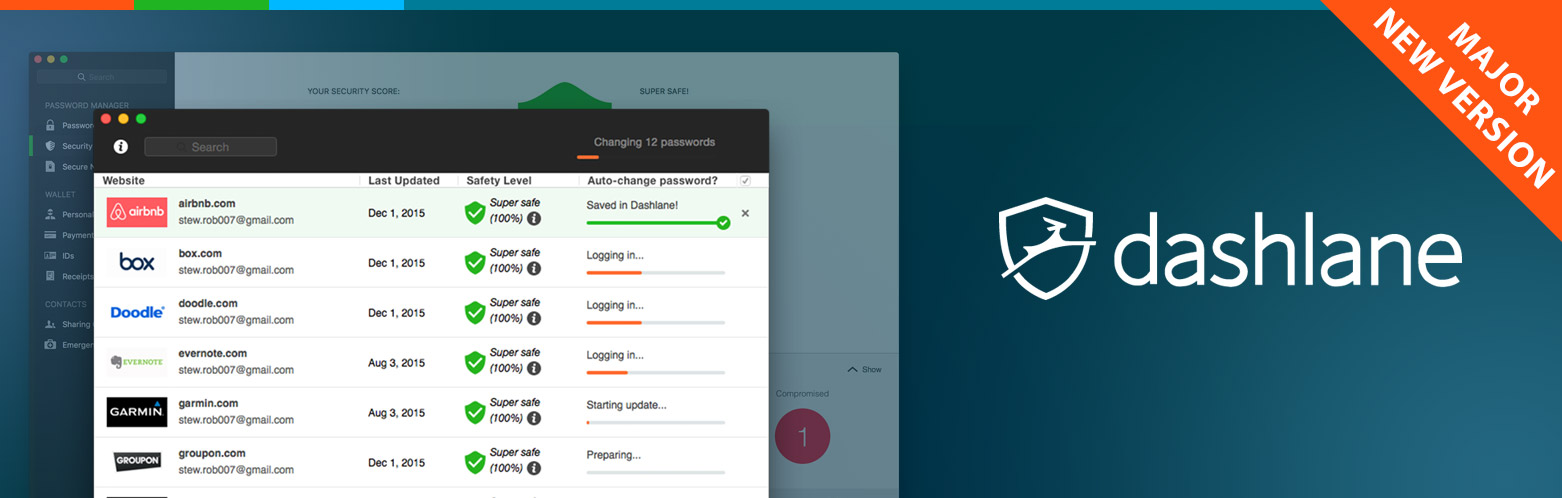 MAJOR
NEW VERSION
Search
YOUR SECURITY SCORE:
SUPER SAFE!
PASSWORD MANAGER
Security
Secure
WALLET
IDs
Receipts
CONTACTS
Sharing
Show
Compromised
1
Search
Changing 12 passwords
Website
Last Updated
Safety Level
Auto-change password?
airbnb
airbnb.com
stew.rob007@gmail.com
Dec 1, 2015
Super safe
(100%)
Saved in Dashlane!
box
box.com
stew.rob007@gmail.com
Dec 1, 2015
Super safe
(100%)
Logging in...
Doodle
doodle.com
stew.rob007@gmail.com
Dec 1, 2015
Super safe
(100%)
Logging in...
EVERNOTE
evernote.com
stew.rob007@gmail.com
Aug 3, 2015
Super safe
(100%)
Logging in...
GARMIN
garmin.com
stew.rob007@gmail.com
Aug 3, 2015
Super safe
(100%)
Starting update...
GROUPON
groupon.com
stew.rob007@gmail.com
Dec 1, 2015
Super safe
(100%)
Preparing...
dashlane